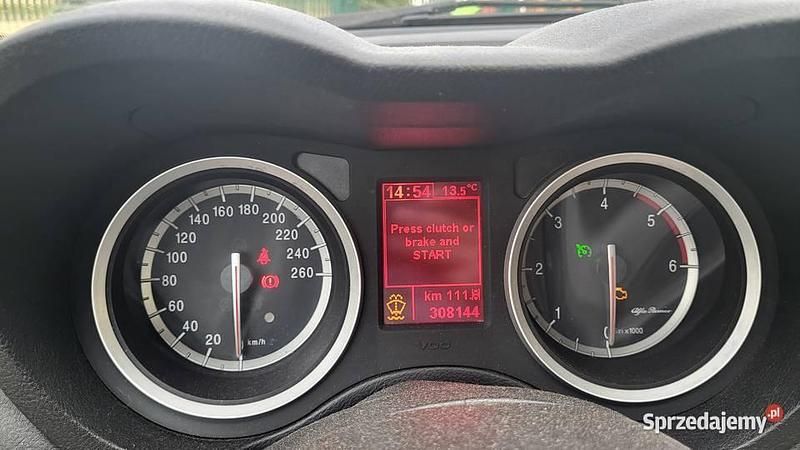 14:54 13.5°C
Press clutch or
brake and
START
km 111.
308144
20
40
60
80
100
120
140
160
180
200
220
240
260
km/h
0
1
2
3
4
5
6
x1000
Alfa Romeo
VDO
Sprzedajemy.pl